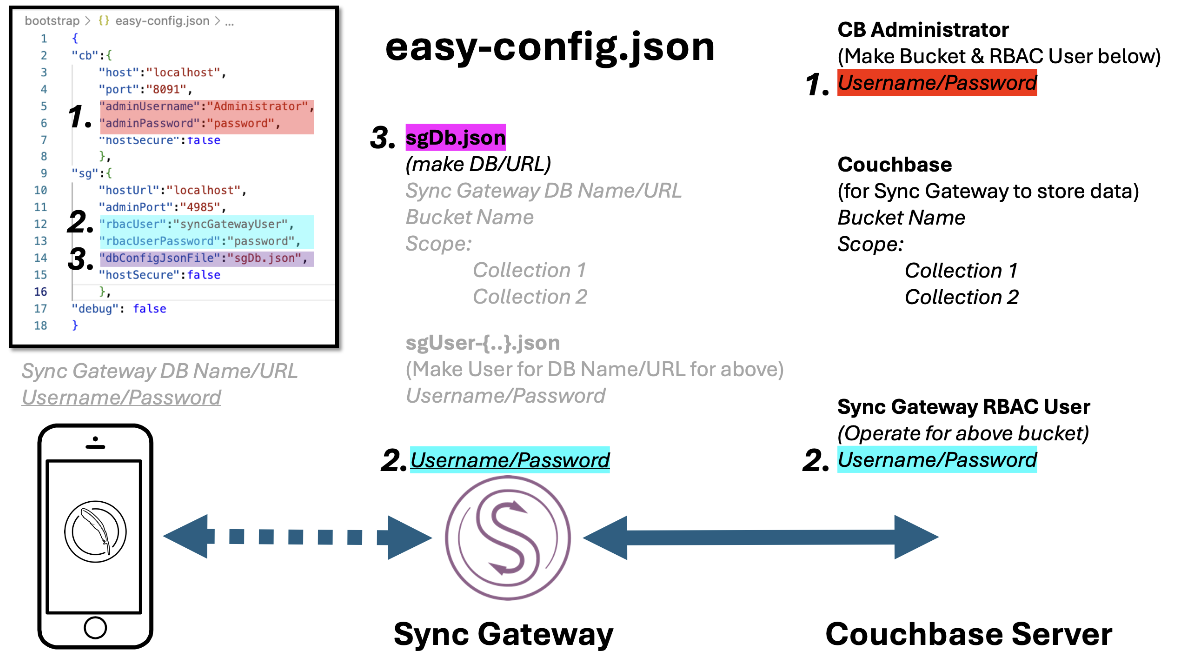 bootstrap > {} easy-config.json > ...
1 {
2 "cb":{
3 "host":"localhost",
4 "port":"8091",
5 "adminUsername":"Administrator",
6 "adminPassword":"password",
7 "hostSecure":false
8 },
9 "sg":{
10 "hostUrl":"localhost",
11 "adminPort":"4985",
12 "rbacUser":"syncGatewayUser",
13 "rbacUserPassword":"password",
14 "dbConfigJsonFile":"sgDb.json",
15 "hostSecure":false
16 },
17 "debug": false
18 }
1.
2.
3.
Sync Gateway DB Name/URL
Username/Password
easy-config.json
3. sgDb.json
(make DB/URL)
Sync Gateway DB Name/URL
Bucket Name
Scope:
Collection 1
Collection 2
sgUser-{..}.json
(Make User for DB Name/URL for above)
Username/Password
2. Username/Password
Sync Gateway
CB Administrator
(Make Bucket & RBAC User below)
1. Username/Password
Couchbase
(for Sync Gateway to store data)
Bucket Name
Scope:
Collection 1
Collection 2
Sync Gateway RBAC User
(Operate for above bucket)
2. Username/Password
Couchbase Server